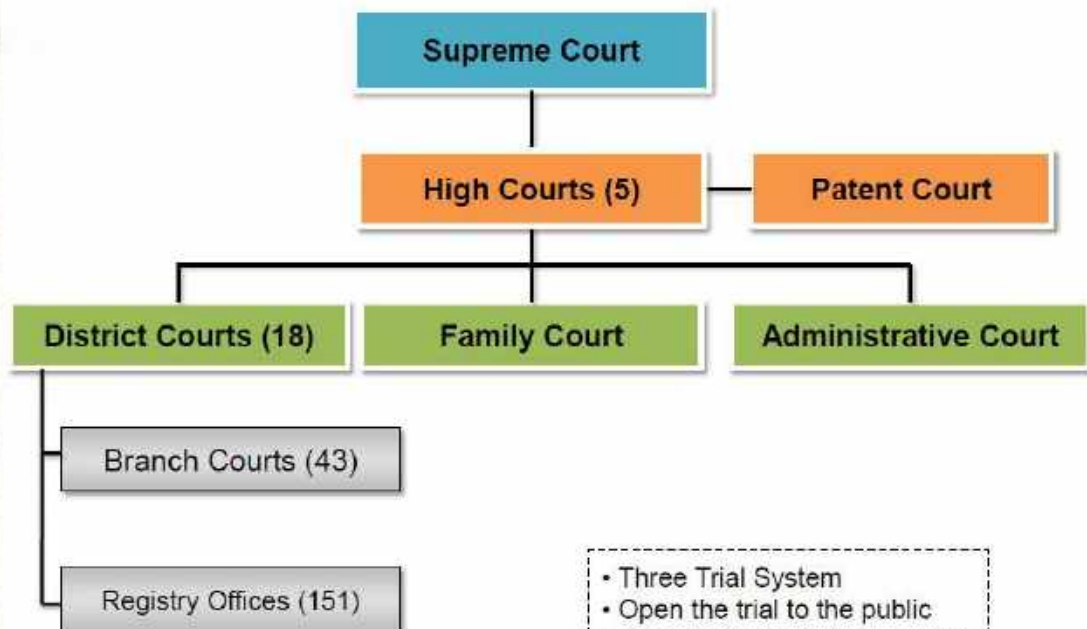 Supreme Court
High Courts (5)
Patent Court
District Courts (18)
Family Court
Administrative Court
Branch Courts (43)
Registry Offices (151)
• Three Trial System
• Open the trial to the public